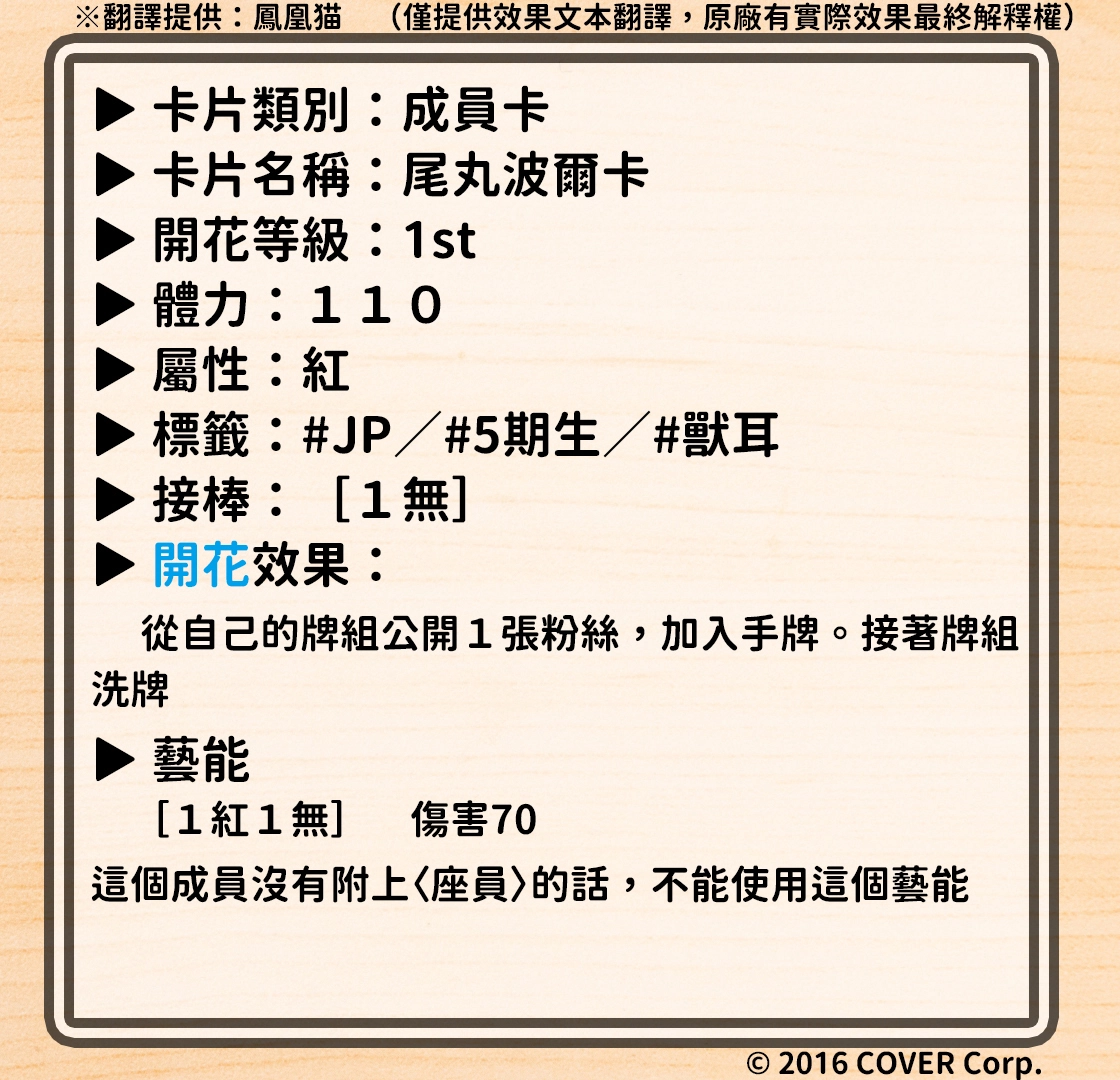 ※翻譯提供：鳳凰猫　（僅提供效果文本翻譯，原廠有實際效果最終解釋權）
▶ 卡片類別：成員卡
▶ 卡片名稱：尾丸波爾卡
▶ 開花等級：1st
▶ 體力：１１０
▶ 屬性：紅
▶ 標籤：#JP／#5期生／#獸耳
▶ 接棒：［１無］
▶ 開花效果：
從自己的牌組公開１張粉絲，加入手牌。接著牌組
洗牌
▶ 藝能
［１紅１無］　傷害70
這個成員沒有附上〈座員〉的話，不能使用這個藝能
© 2016 COVER Corp.